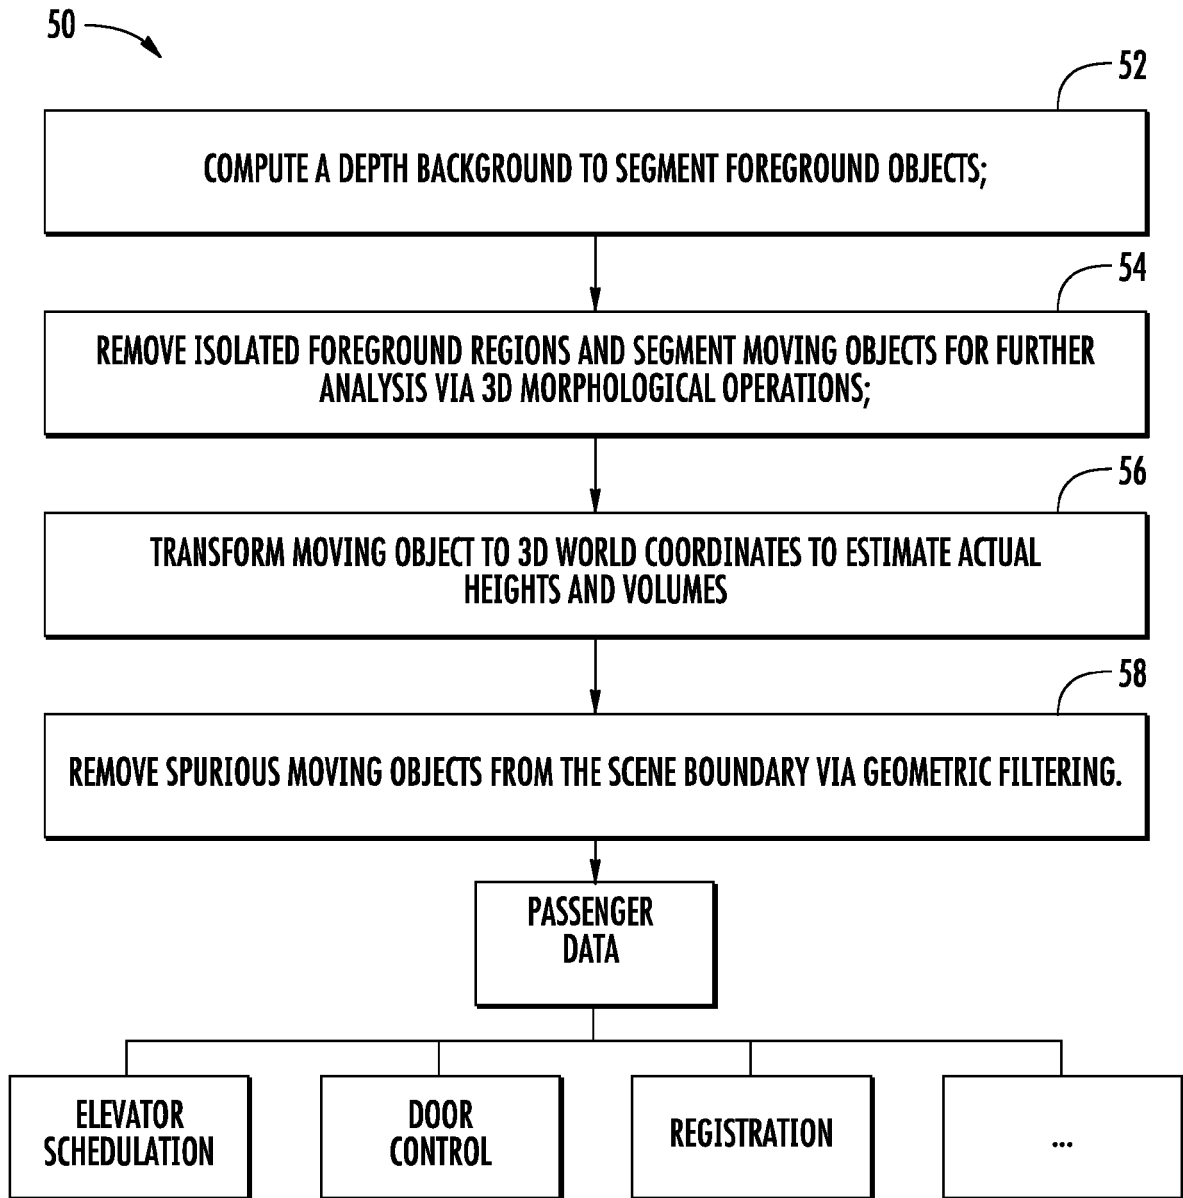 50
52
COMPUTE A DEPTH BACKGROUND TO SEGMENT FOREGROUND OBJECTS;
54
REMOVE ISOLATED FOREGROUND REGIONS AND SEGMENT MOVING OBJECTS FOR FURTHER
ANALYSIS VIA 3D MORPHOLOGICAL OPERATIONS;
56
TRANSFORM MOVING OBJECT TO 3D WORLD COORDINATES TO ESTIMATE ACTUAL
HEIGHTS AND VOLUMES
58
REMOVE SPURIOUS MOVING OBJECTS FROM THE SCENE BOUNDARY VIA GEOMETRIC FILTERING.
PASSENGER
DATA
ELEVATOR
SCHEDULATION
DOOR
CONTROL
REGISTRATION
...